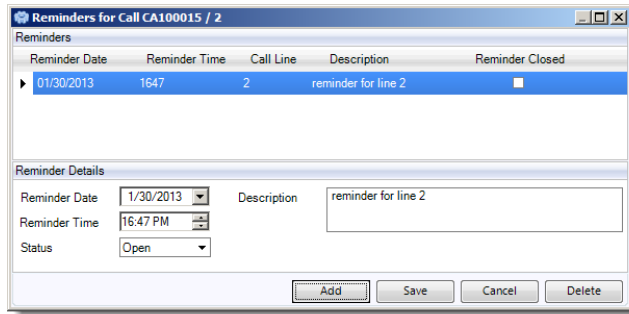 Reminders for Call CA100015 / 2
Reminders
Reminder Date Reminder Time Call Line Description Reminder Closed
01/30/2013 1647 2 reminder for line 2
Reminder Details
Reminder Date 1/30/2013 Description reminder for line 2
Reminder Time 16:47 PM
Status Open
Add Save Cancel Delete